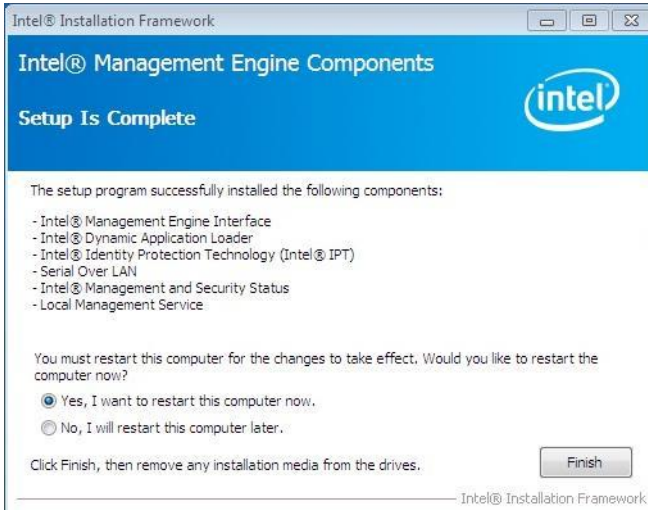 Intel® Installation Framework
Intel® Management Engine Components
intel
Setup Is Complete
The setup program successfully installed the following components:
- Intel® Management Engine Interface
- Intel® Dynamic Application Loader
- Intel® Identity Protection Technology (Intel® IPT)
- Serial Over LAN
- Intel® Management and Security Status
- Local Management Service
You must restart this computer for the changes to take effect. Would you like to restart the
computer now?
Yes, I want to restart this computer now.
No, I will restart this computer later.
Click Finish, then remove any installation media from the drives.
Finish
Intel® Installation Framework